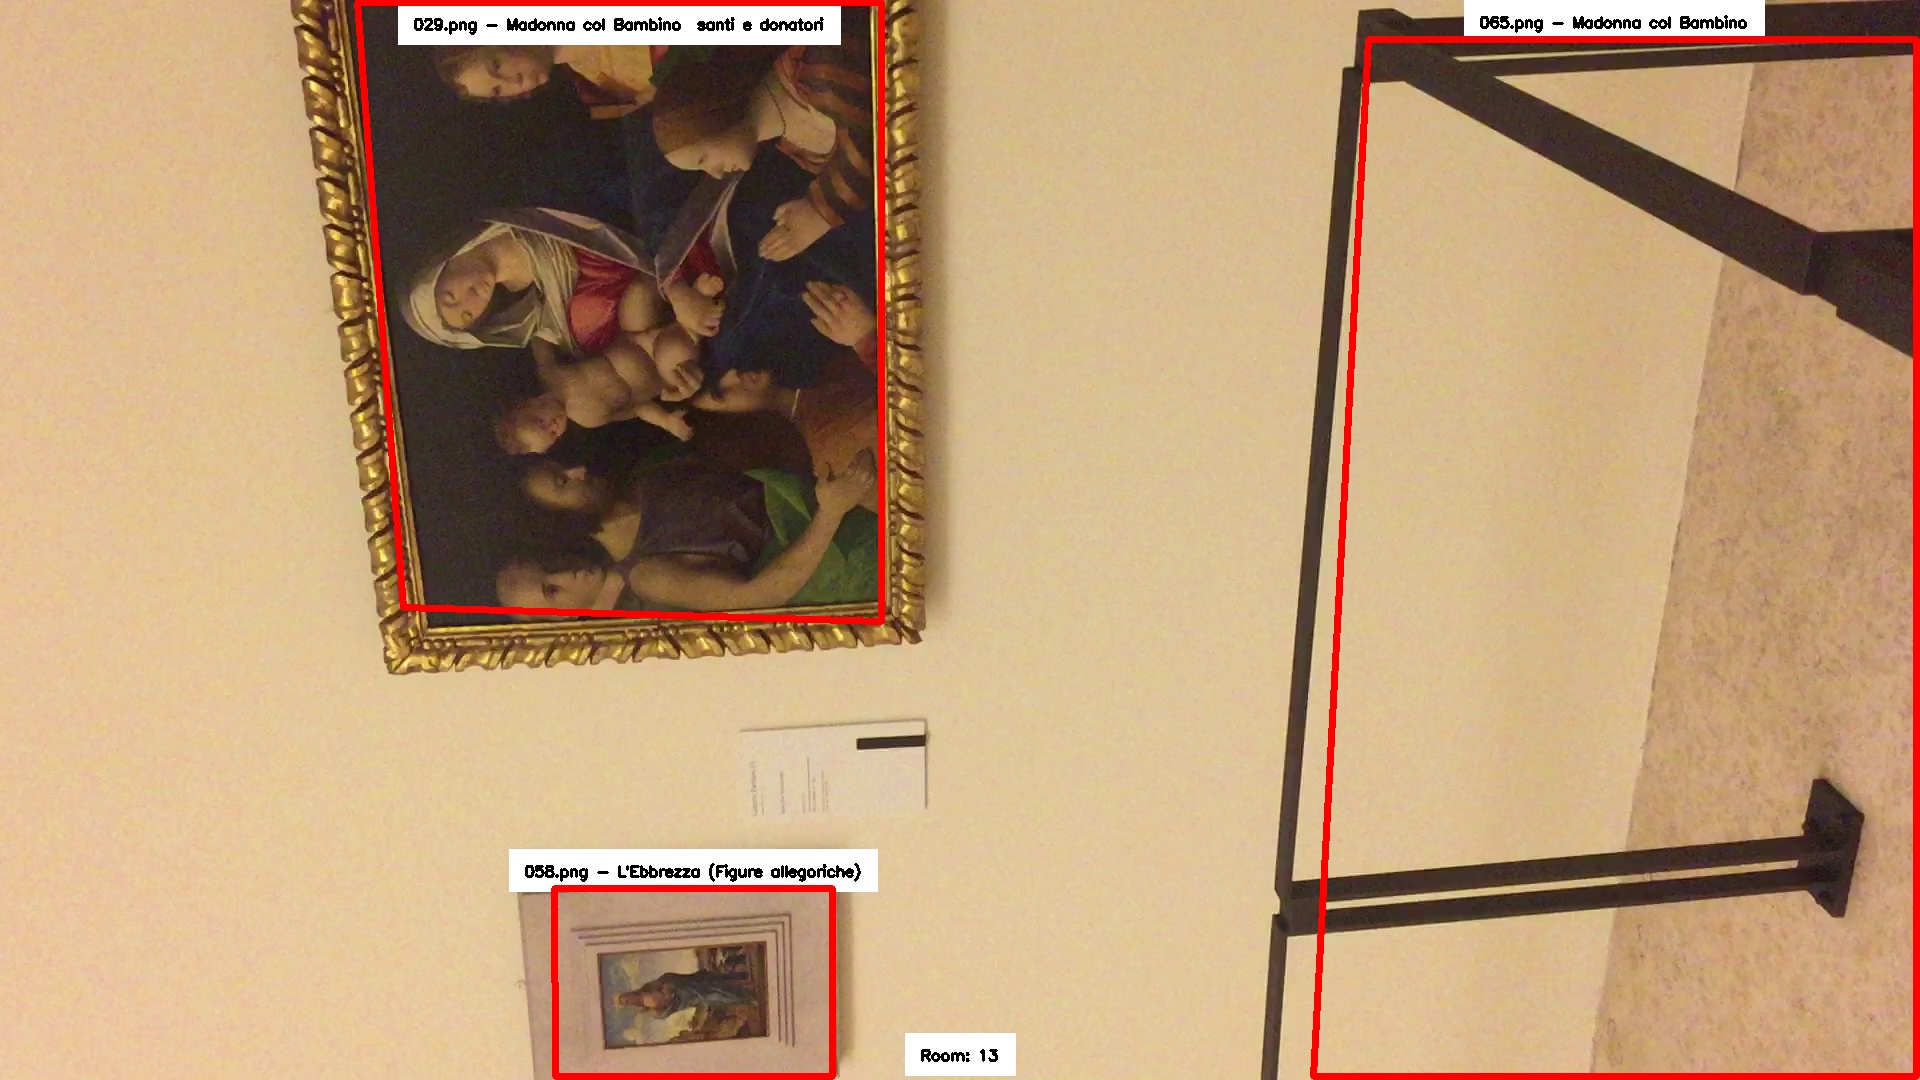 029.png - Madonna col Bambino  santi e donatori
065.png - Madonna col Bambino
058.png - L'Ebbrezza (Figure allegoriche)
Room: 13